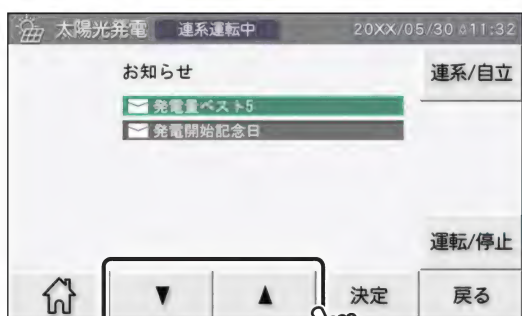 太陽光発電 連系運転中 20XX/05/30 11:32
お知らせ
連系/自立
発電量ベスト5
発電開始記念日
運転/停止
▼ ▲ 決定 戻る